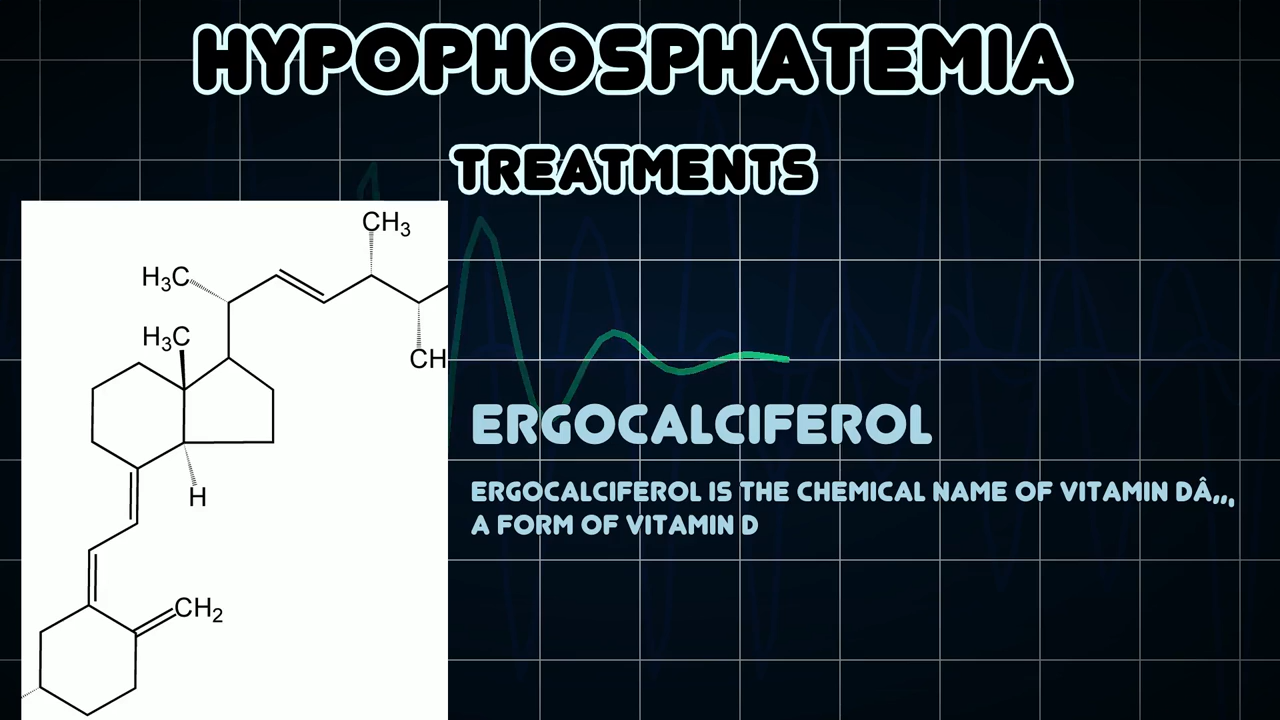 HYPOPHOSPHATEMIA
TREATMENTS
CH3
H3C
H3C
CH
H
CH2
ERGOCALCIFEROL
ERGOCALCIFEROL IS THE CHEMICAL NAME OF VITAMIN DÂ,,,
A FORM OF VITAMIN D